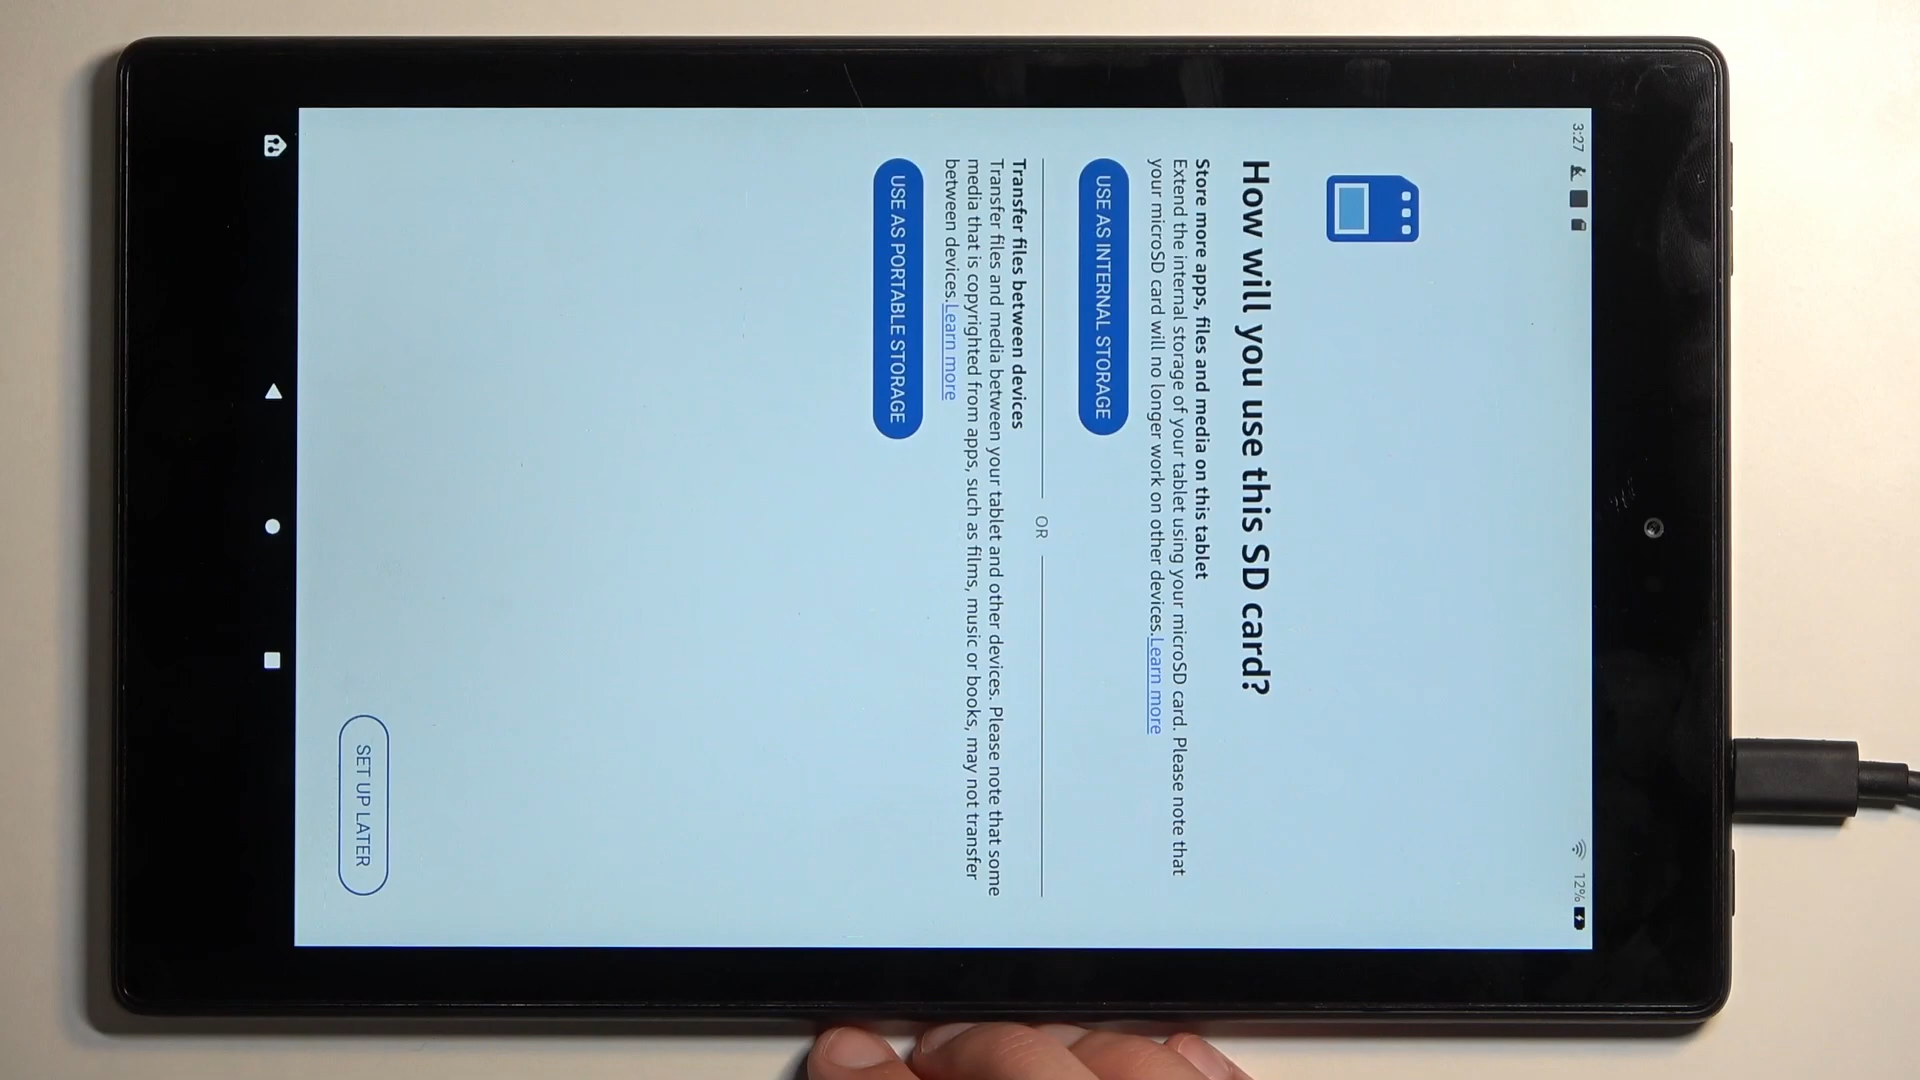 3:27
12%
How will you use this SD card?
Store more apps, files and media on this tablet
Extend the internal storage of your tablet using your microSD card. Please note that
your microSD card will no longer work on other devices.Learn more
USE AS INTERNAL STORAGE
OR
Transfer files between devices
Transfer files and media between your tablet and other devices. Please note that some
media that is copyrighted from apps, such as films, music or books, may not transfer
between devices.Learn more
USE AS PORTABLE STORAGE
SET UP LATER